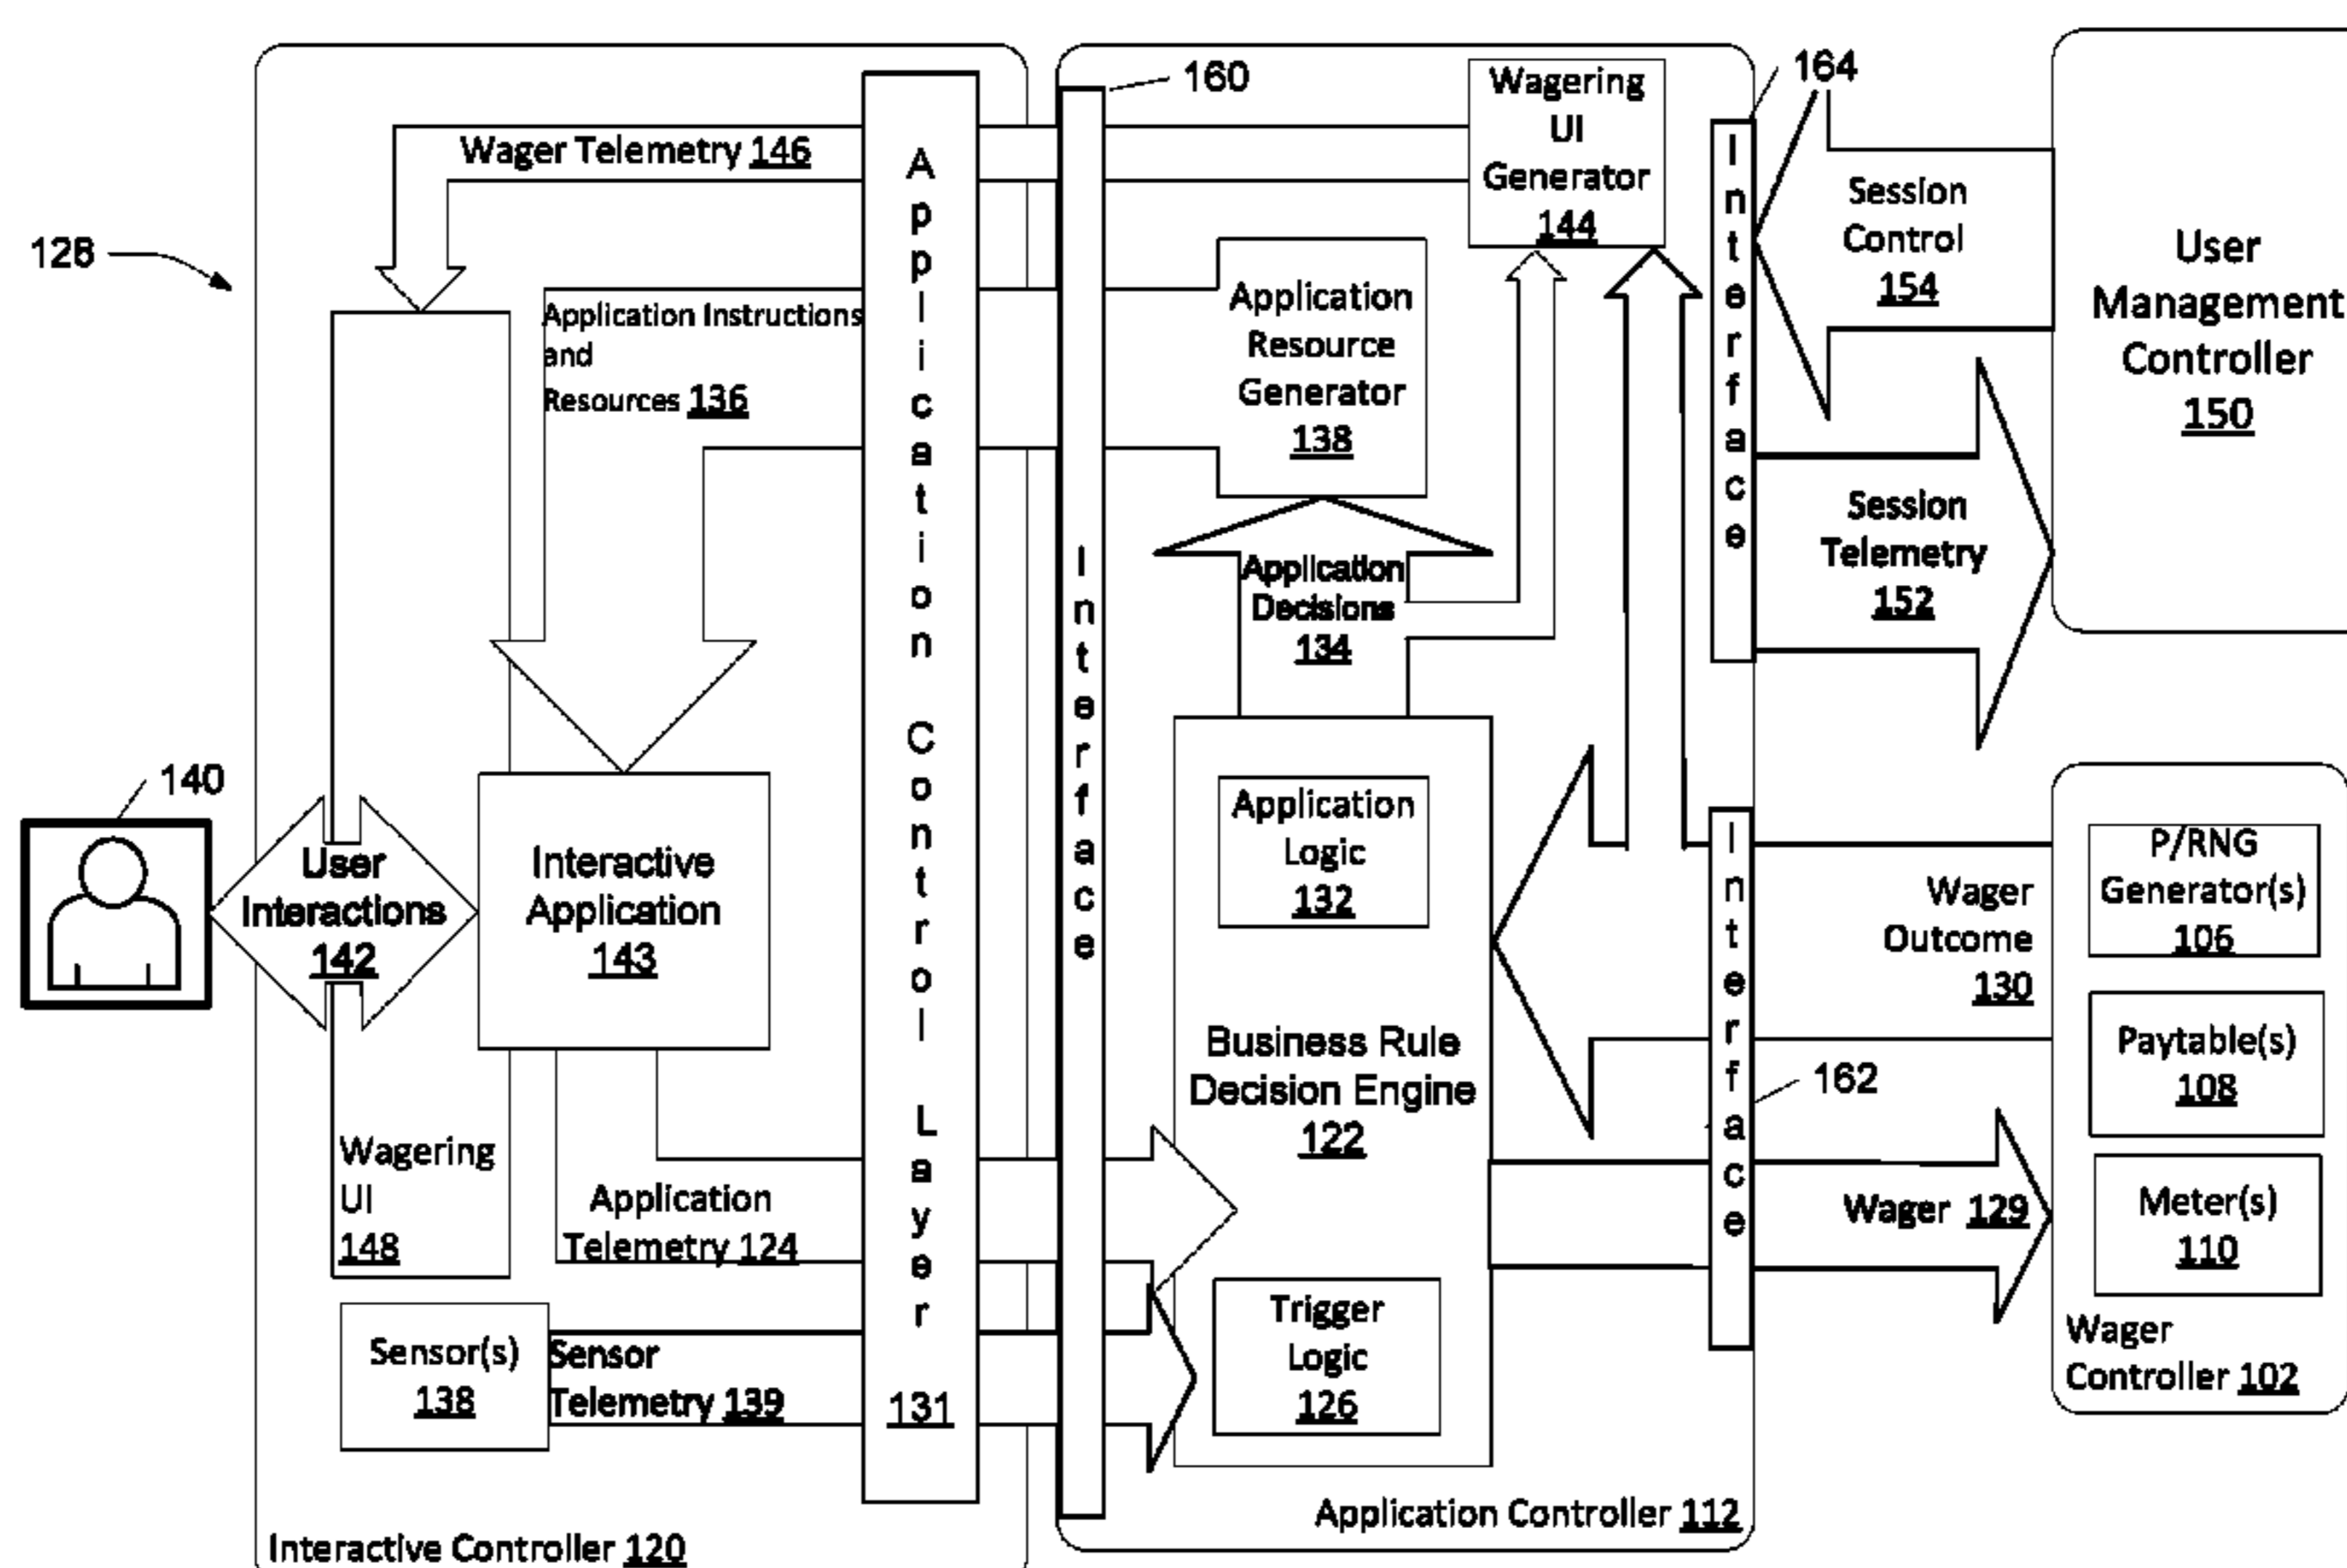 160
164
Wagering
UI
Generator
144
Wager Telemetry 146
Session
Control
154
User
Management
Controller
150
128
Application Instructions
and
Resources 136
Application
Resource
Generator
138
Interface
Session
Telemetry
152
Application
Decisions
134
Application Control Layer
131
Interface
140
User
Interactions
142
Interactive
Application
143
Application
Logic
132
Business Rule
Decision Engine
122
Interface
162
Wager
Outcome
130
P/RNG
Generator(s)
106
Paytable(s)
108
Meter(s)
110
Wager
Controller 102
Wager 129
Wagering
UI
148
Application
Telemetry 124
Trigger
Logic
126
Sensor(s)
138
Sensor
Telemetry 139
Application Controller 112
Interactive Controller 120